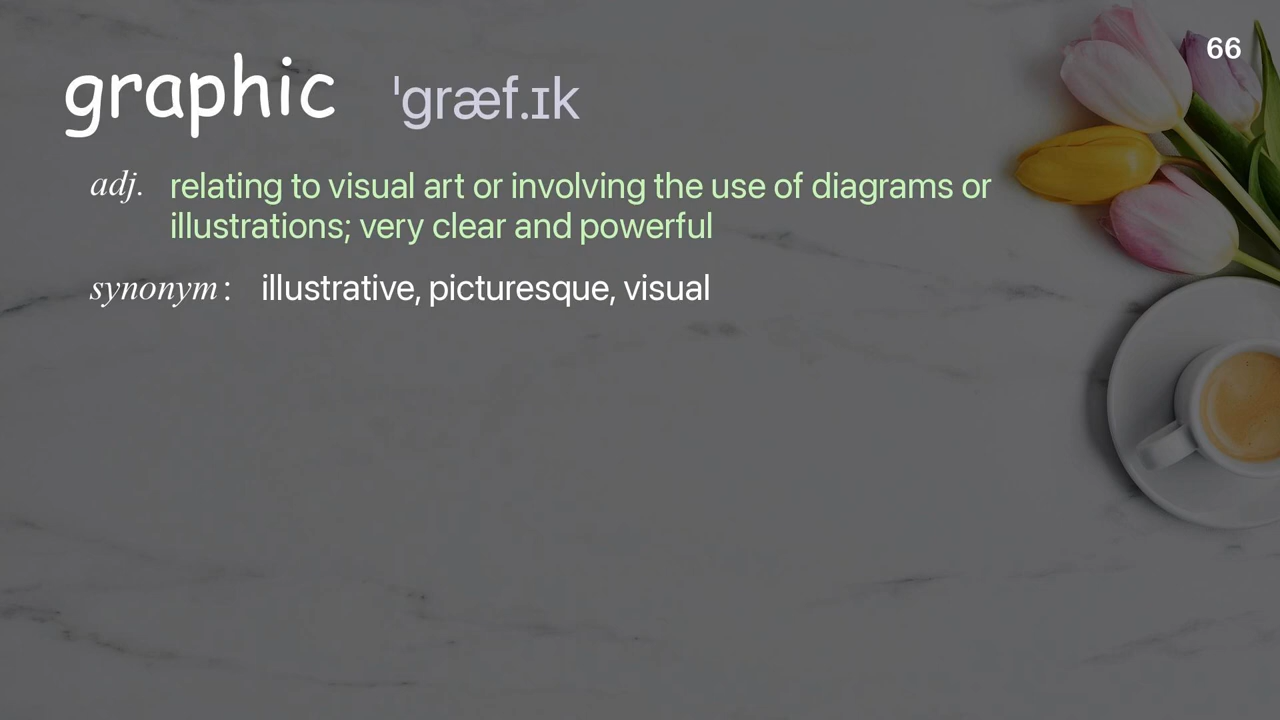 66
graphic ˈɡræf.ɪk
adj. relating to visual art or involving the use of diagrams or
illustrations; very clear and powerful
synonym: illustrative, picturesque, visual